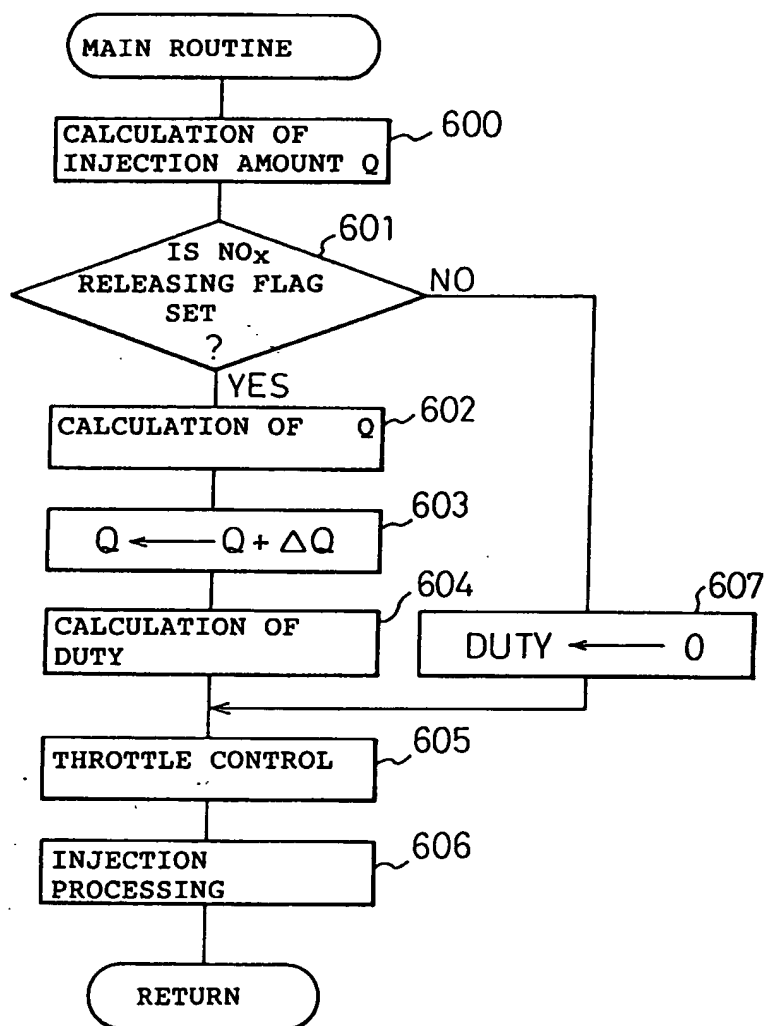 MAIN ROUTINE
CALCULATION OF
INJECTION AMOUNT Q
600
IS NOx
RELEASING FLAG
SET
?
601
NO
YES
CALCULATION OF Q
602
Q ← Q + △Q
603
CALCULATION OF
DUTY
604
DUTY ← 0
607
THROTTLE CONTROL
605
INJECTION
PROCESSING
606
RETURN